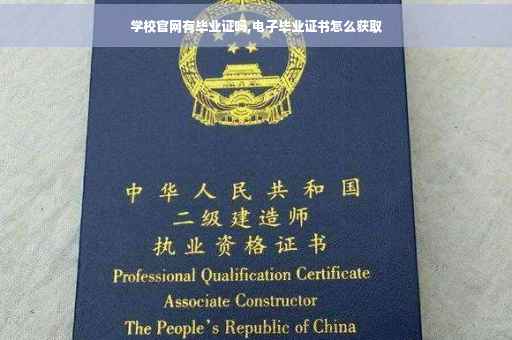 学校官网有毕业证吗,电子毕业证书怎么获取
中华人民共和国
二级建造师
执业资格证书
Professional Qualification Certificate
Associate Constructor
The People's Republic of China